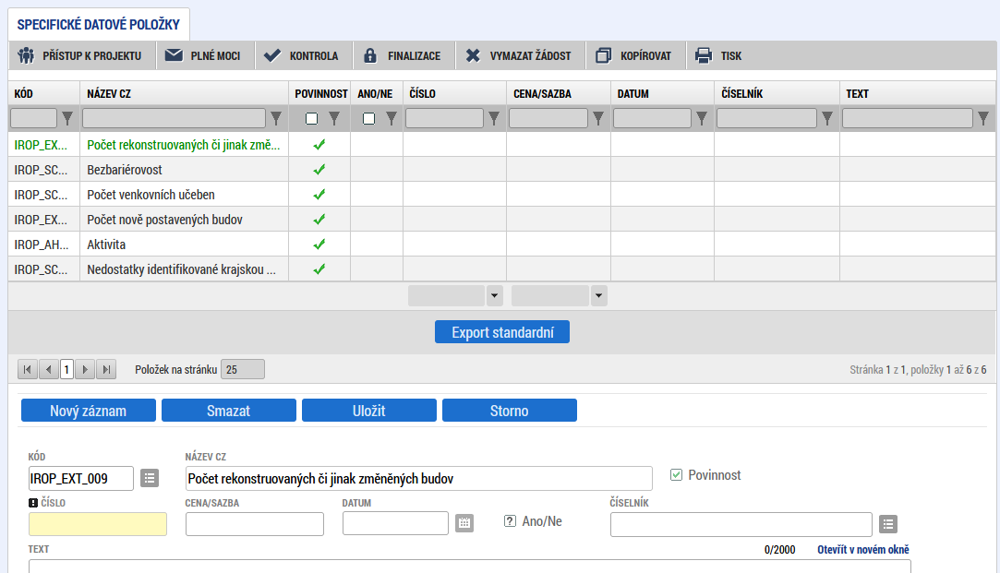 SPECIFICKÉ DATOVÉ POLOŽKY
PŘÍSTUP K PROJEKTU PLNÉ MOCI KONTROLA FINALIZACE VYMAZAT ŽÁDOST KOPÍROVAT TISK
KÓD NÁZEV CZ POVINNOST ANO/NE ČÍSLO CENA/SAZBA DATUM ČÍSELNÍK TEXT
IROP_EX... Počet rekonstruovaných či jinak změ...
IROP_SC... Bezbariérovost
IROP_SC... Počet venkovních učeben
IROP_EX... Počet nově postavených budov
IROP_AH... Aktivita
IROP_SC... Nedostatky identifikované krajskou ...
Export standardní
1 Položek na stránku 25 Stránka 1 z 1, položky 1 až 6 z 6
Nový záznam Smazat Uložit Storno
KÓD NÁZEV CZ
IROP_EXT_009 Počet rekonstruovaných či jinak změněných budov Povinnost
ČÍSLO CENA/SAZBA DATUM ? Ano/Ne ČÍSELNÍK
TEXT 0/2000 Otevřít v novém okně